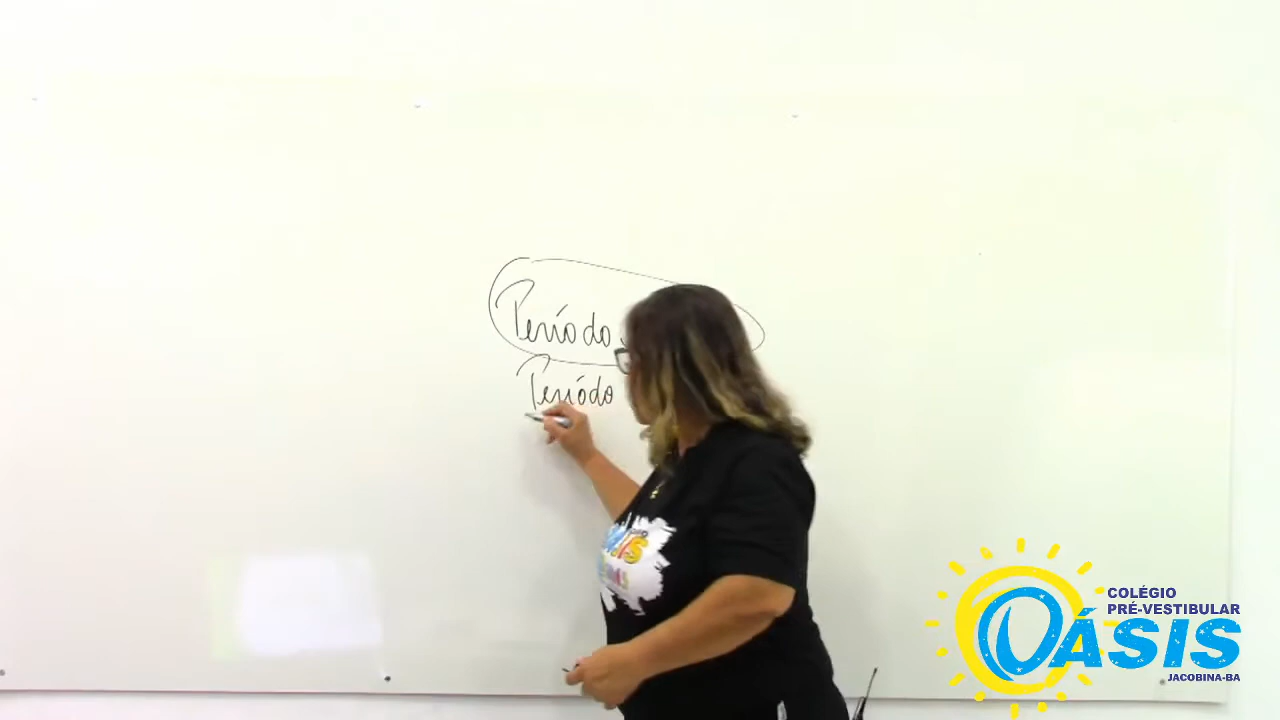 Período
Período
COLÉGIO
PRÉ-VESTIBULAR
OÁSIS
JACOBINA-BA